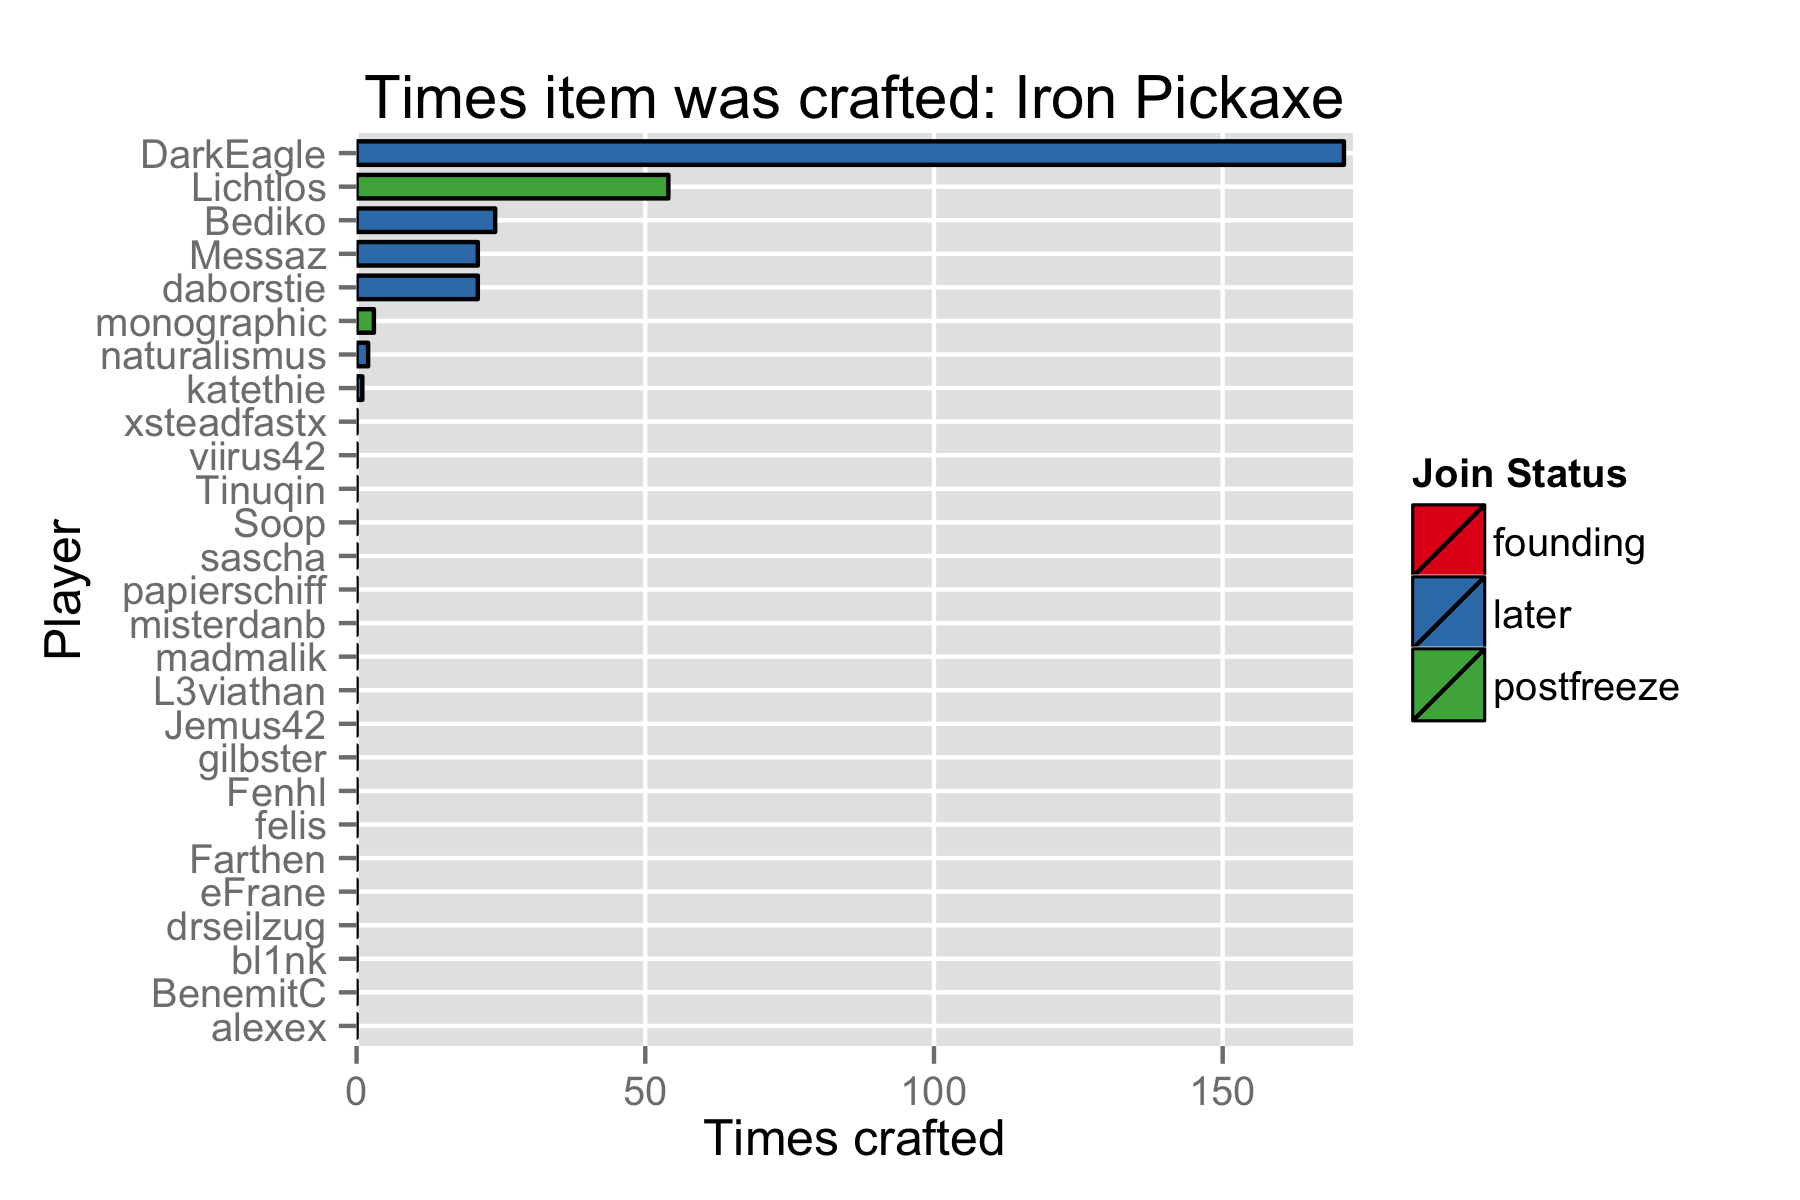 Times item was crafted: Iron Pickaxe
DarkEagle
Lichtlos
Bediko
Messaz
daborstie
monographic
naturalismus
katethie
xsteadfastx
viirus42
Tinuqin
Soop
sascha
papierschiff
misterdanb
madmalik
L3viathan
Jemus42
gilbster
Fenhl
felis
Farthen
eFrane
drseilzug
bl1nk
BenemitC
alexex
Player
0 50 100 150
Times crafted
Join Status
founding
later
postfreeze